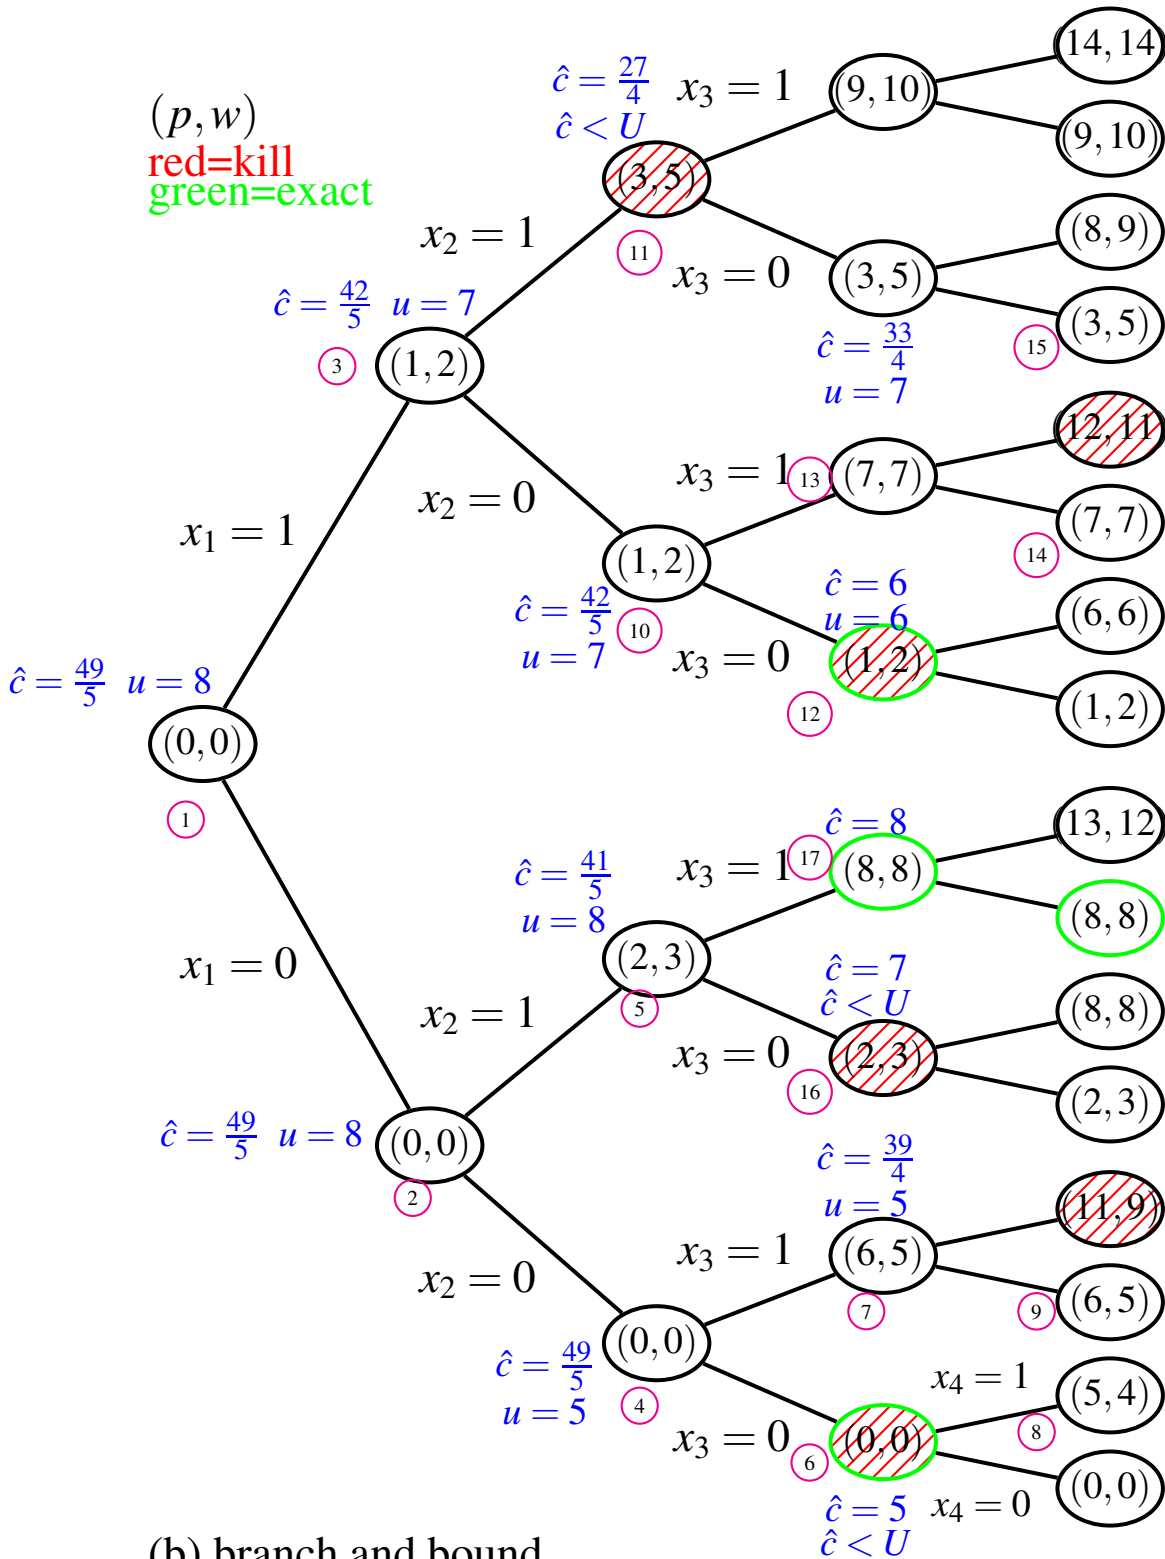 (p, w)
red=kill
green=exact
ĉ = 27/4
ĉ < U
x₃ = 1
(9,10)
(14,14)
(9,10)
(3,5)
11
x₂ = 1
x₃ = 0
(3,5)
(8,9)
(3,5)
15
ĉ = 33/4
u = 7
ĉ = 42/5 u = 7
3
(1,2)
x₂ = 0
x₁ = 1
x₃ = 1
13
(7,7)
(12,11)
(7,7)
14
(1,2)
ĉ = 42/5
u = 7
10
x₃ = 0
ĉ = 6
u = 6
(1,2)
12
(6,6)
(1,2)
ĉ = 49/5 u = 8
(0,0)
1
x₁ = 0
ĉ = 41/5
u = 8
(2,3)
5
x₃ = 1
17
ĉ = 8
(8,8)
(13,12)
(8,8)
x₂ = 1
x₃ = 0
ĉ = 7
ĉ < U
(2,3)
16
(8,8)
(2,3)
ĉ = 49/5 u = 8
(0,0)
2
x₂ = 0
x₃ = 1
ĉ = 39/4
u = 5
(6,5)
7
(11,9)
(6,5)
9
(0,0)
ĉ = 49/5
u = 5
4
x₃ = 0
6
(0,0)
ĉ = 5
ĉ < U
x₄ = 1
8
(5,4)
x₄ = 0
(0,0)
(b) branch and bound